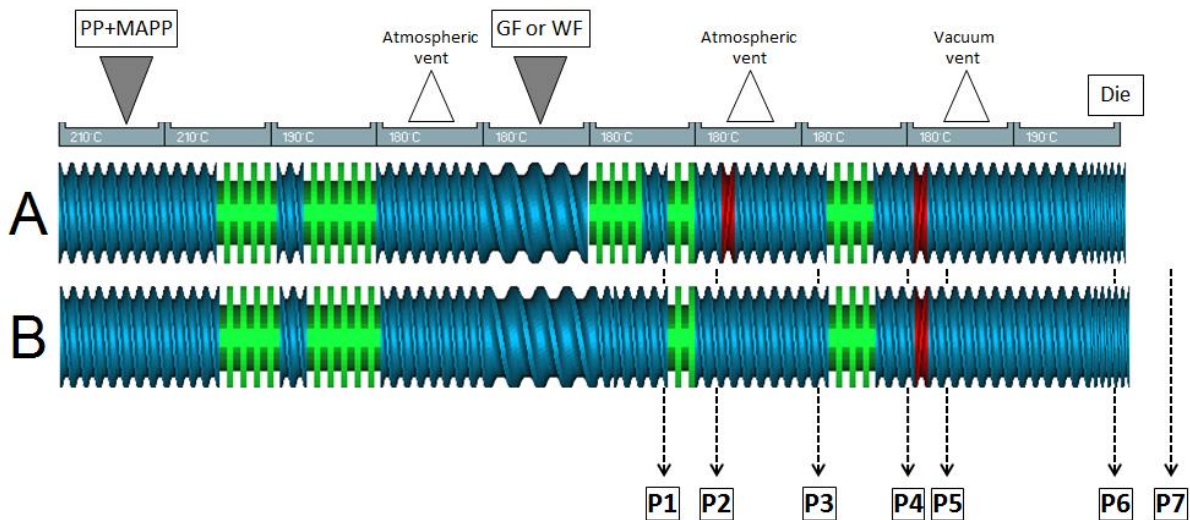 PP+MAPP
Atmospheric
vent
GF or WF
Atmospheric
vent
Vacuum
vent
Die
210°C
210°C
190°C
180°C
180°C
180°C
180°C
180°C
180°C
190°C
A
B
P1
P2
P3
P4
P5
P6
P7